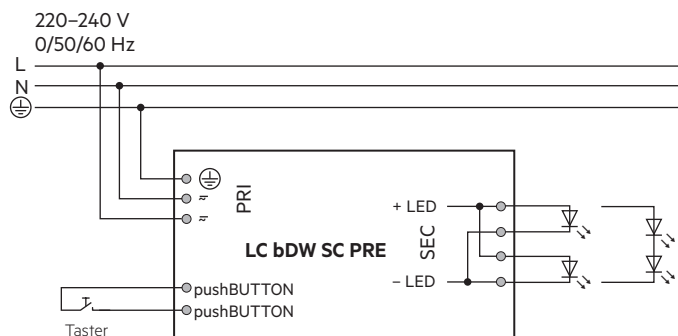 220–240 V
0/50/60 Hz
L
N
PRI
+ LED
SEC
LC bDW SC PRE
– LED
pushBUTTON
pushBUTTON
Taster